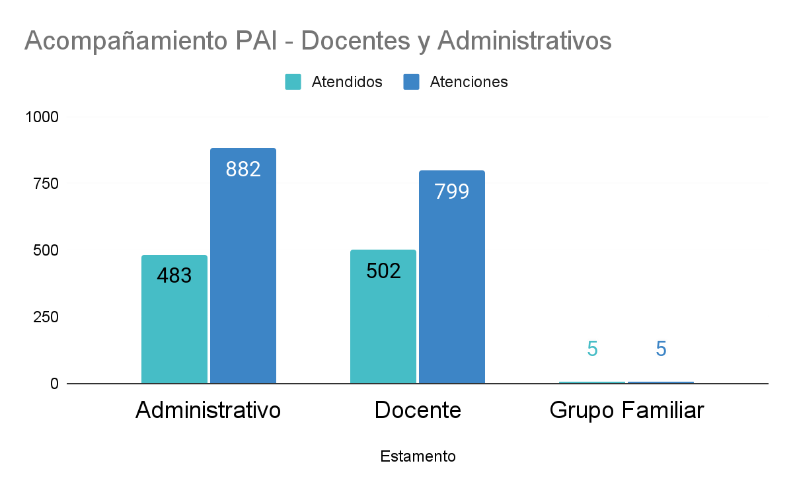 Acompañamiento PAI - Docentes y Administrativos
Atendidos Atenciones
1000
750
500
250
0
483 882
502 799
5 5
Administrativo Docente Grupo Familiar
Estamento